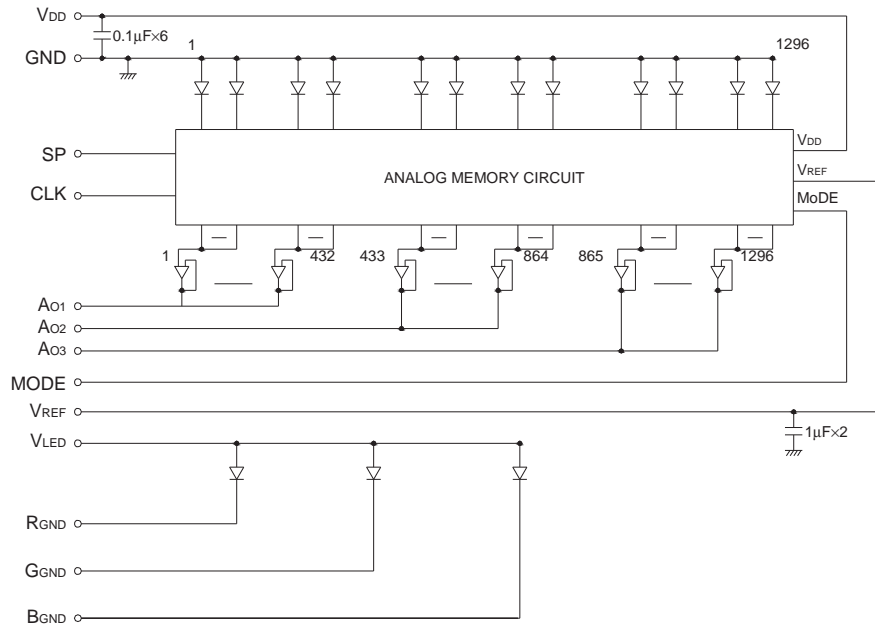 VDD
0.1µF×6
GND
1
1296
VDD
SP
ANALOG MEMORY CIRCUIT
VREF
CLK
MoDE
1
432
433
864
865
1296
AO1
AO2
AO3
MODE
VREF
1µF×2
VLED
RGND
GGND
BGND